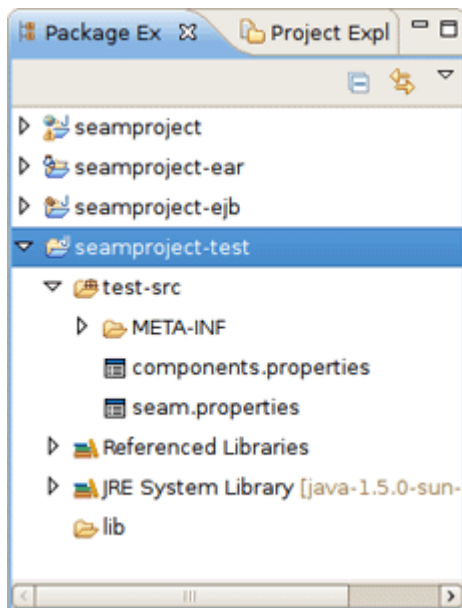 Package Ex Project Expl
seamproject
seamproject-ear
seamproject-ejb
seamproject-test
test-src
META-INF
components.properties
seam.properties
Referenced Libraries
JRE System Library [java-1.5.0-sun-
lib